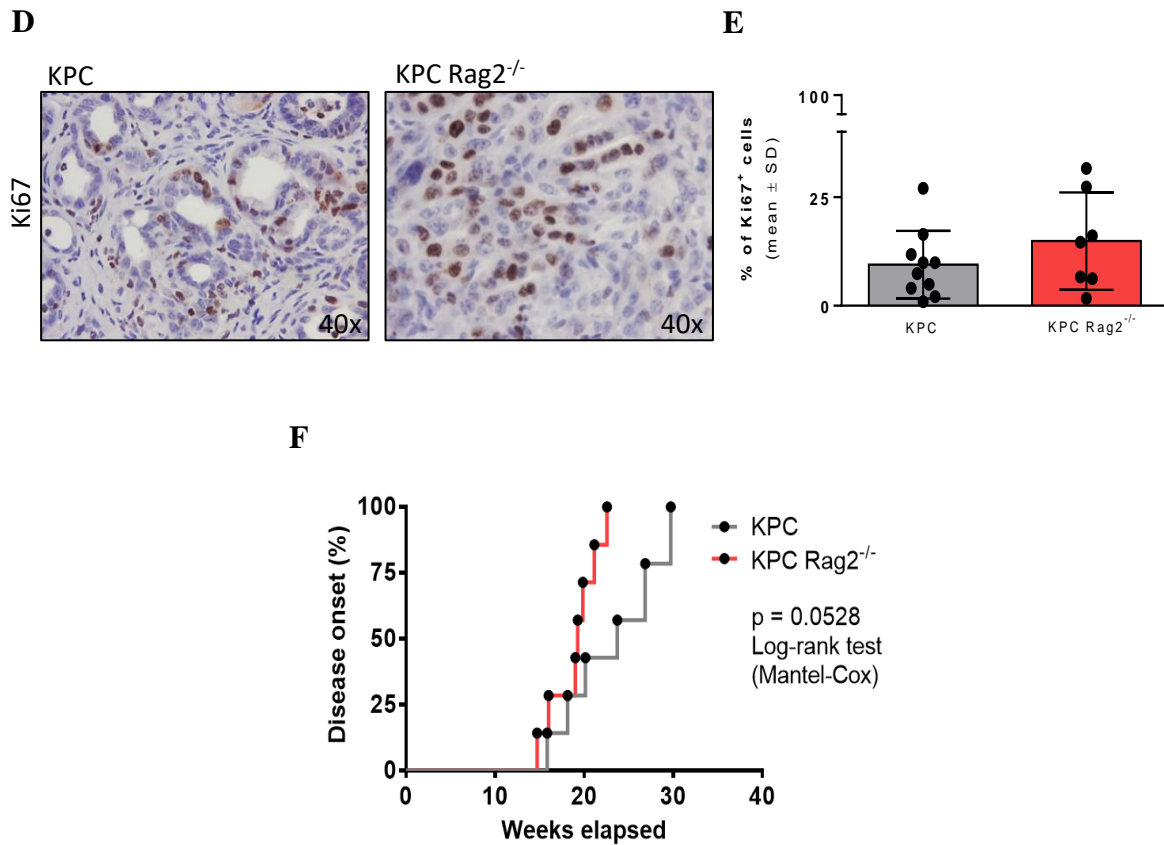 D
KPC
KPC Rag2-/-
Ki67
40x
40x
E
% of Ki67+ cells
(mean ± SD)
100
25
0
KPC
KPC Rag2-/-
F
Disease onset (%)
100
75
50
25
0
0 10 20 30 40
Weeks elapsed
KPC
KPC Rag2-/-
p = 0.0528
Log-rank test
(Mantel-Cox)